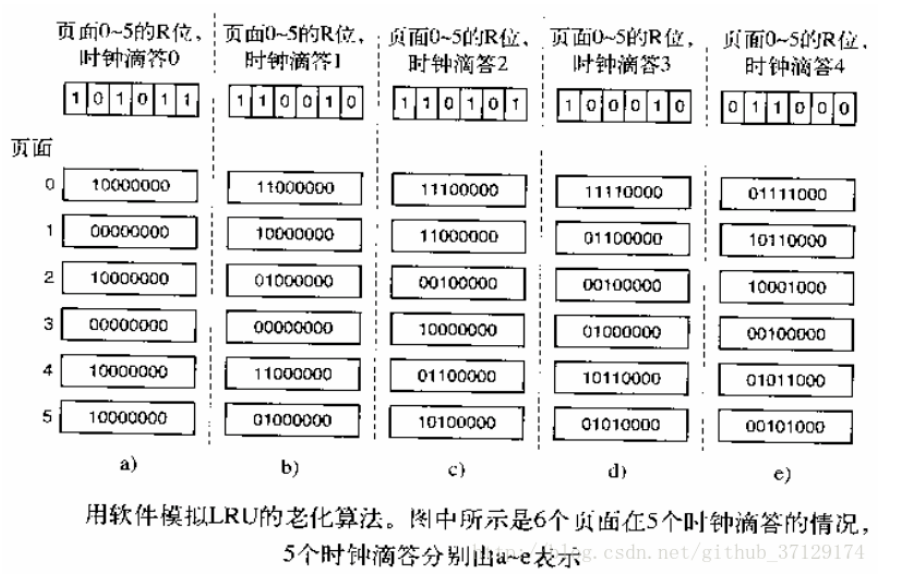 页面0~5的R位, 页面0~5的R位, 页面0~5的R位, 页面0~5的R位, 页面0~5的R位,
时钟滴答0 时钟滴答1 时钟滴答2 时钟滴答3 时钟滴答4
1 0 1 0 1 1 1 1 0 0 1 0 1 1 0 1 0 1 1 0 0 0 1 0 0 1 1 0 0 0
页面
0 10000000 11000000 11100000 11110000 01111000
1 00000000 10000000 11000000 01100000 10110000
2 10000000 01000000 00100000 00100000 10001000
3 00000000 00000000 10000000 01000000 00100000
4 10000000 11000000 01100000 10110000 01011000
5 10000000 01000000 10100000 01010000 00101000
a) b) c) d) e)
用软件模拟LRU的老化算法。图中所示是6个页面在5个时钟滴答的情况,
5个时钟滴答分别由a~e表示
https://blog.csdn.net/github_37129174